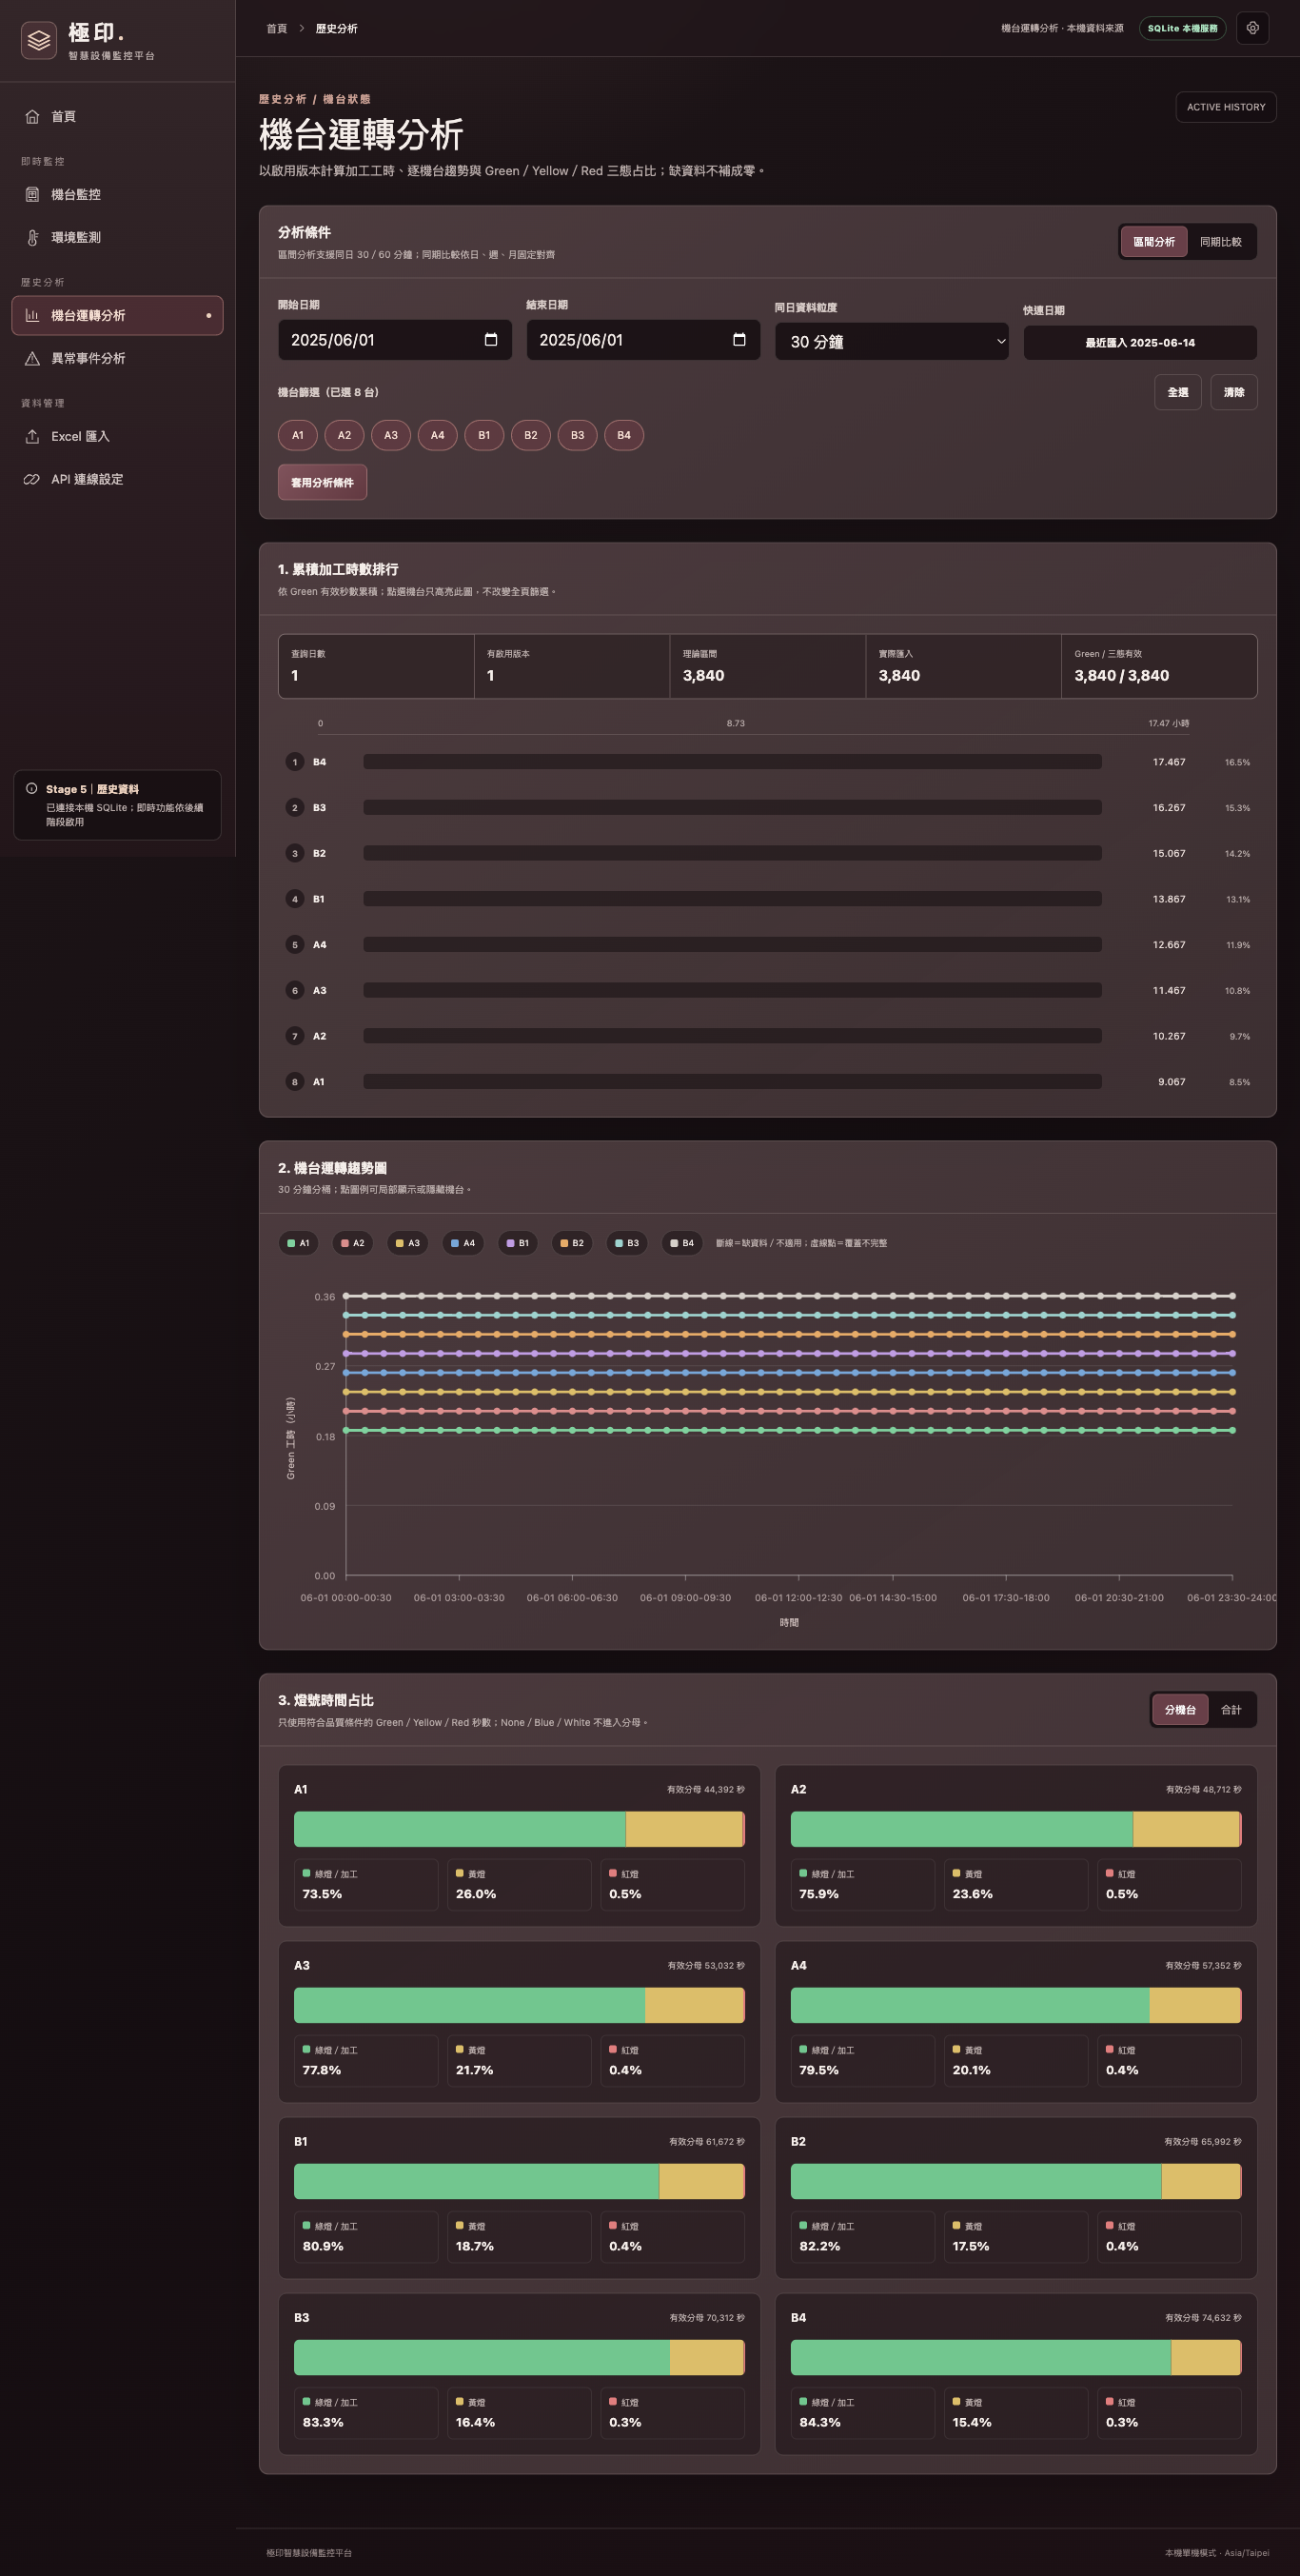 極印.
智慧設備監控平台
首頁
即時監控
機台監控
環境監測
歷史分析
機台運轉分析
異常事件分析
資料管理
Excel 匯入
API 連線設定
Stage 5｜歷史資料
已連接本機 SQLite；即時功能依後續
階段啟用
首頁 > 歷史分析
機台運轉分析 · 本機資料來源
SQLite 本機服務
歷史分析 / 機台狀態
機台運轉分析
以啟用版本計算加工工時、逐機台趨勢與 Green / Yellow / Red 三態占比；缺資料不補成零。
ACTIVE HISTORY
分析條件
區間分析支援同日 30 / 60 分鐘；同期比較依日、週、月固定對齊
區間分析 同期比較
開始日期 結束日期 同日資料粒度 快速日期
2025/06/01 2025/06/01 30 分鐘 最近匯入 2025-06-14
機台篩選（已選 8 台）
全選 清除
A1 A2 A3 A4 B1 B2 B3 B4
套用分析條件
1. 累積加工時數排行
依 Green 有效秒數累積；點選機台只高亮此圖，不改變全頁篩選。
查詢日數 有啟用版本 理論區間 實際匯入 Green / 三態有效
1 1 3,840 3,840 3,840 / 3,840
0 8.73 17.47 小時
1 B4 17.467 16.5%
2 B3 16.267 15.3%
3 B2 15.067 14.2%
4 B1 13.867 13.1%
5 A4 12.667 11.9%
6 A3 11.467 10.8%
7 A2 10.267 9.7%
8 A1 9.067 8.5%
2. 機台運轉趨勢圖
30 分鐘分桶；點圖例可局部顯示或隱藏機台。
A1 A2 A3 A4 B1 B2 B3 B4 斷線＝缺資料 / 不適用；虛線點＝覆蓋不完整
0.36
0.27
0.18
0.09
0.00
Green 工時（小時）
06-01 00:00-00:30 06-01 03:00-03:30 06-01 06:00-06:30 06-01 09:00-09:30 06-01 12:00-12:30 06-01 14:30-15:00 06-01 17:30-18:00 06-01 20:30-21:00 06-01 23:30-24:00
時間
3. 燈號時間占比
只使用符合品質條件的 Green / Yellow / Red 秒數；None / Blue / White 不進入分母。
分機台 合計
A1 有效分母 44,392 秒
綠燈 / 加工 黃燈 紅燈
73.5% 26.0% 0.5%
A2 有效分母 48,712 秒
綠燈 / 加工 黃燈 紅燈
75.9% 23.6% 0.5%
A3 有效分母 53,032 秒
綠燈 / 加工 黃燈 紅燈
77.8% 21.7% 0.4%
A4 有效分母 57,352 秒
綠燈 / 加工 黃燈 紅燈
79.5% 20.1% 0.4%
B1 有效分母 61,672 秒
綠燈 / 加工 黃燈 紅燈
80.9% 18.7% 0.4%
B2 有效分母 65,992 秒
綠燈 / 加工 黃燈 紅燈
82.2% 17.5% 0.4%
B3 有效分母 70,312 秒
綠燈 / 加工 黃燈 紅燈
83.3% 16.4% 0.3%
B4 有效分母 74,632 秒
綠燈 / 加工 黃燈 紅燈
84.3% 15.4% 0.3%
極印智慧設備監控平台
本機單機模式 · Asia/Taipei